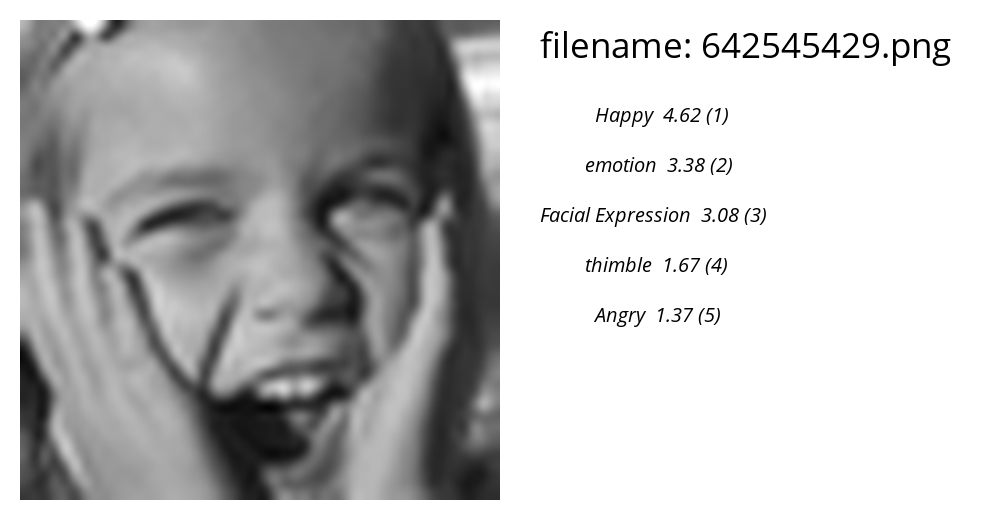 filename: 642545429.png
Happy 4.62 (1)
emotion 3.38 (2)
Facial Expression 3.08 (3)
thimble 1.67 (4)
Angry 1.37 (5)